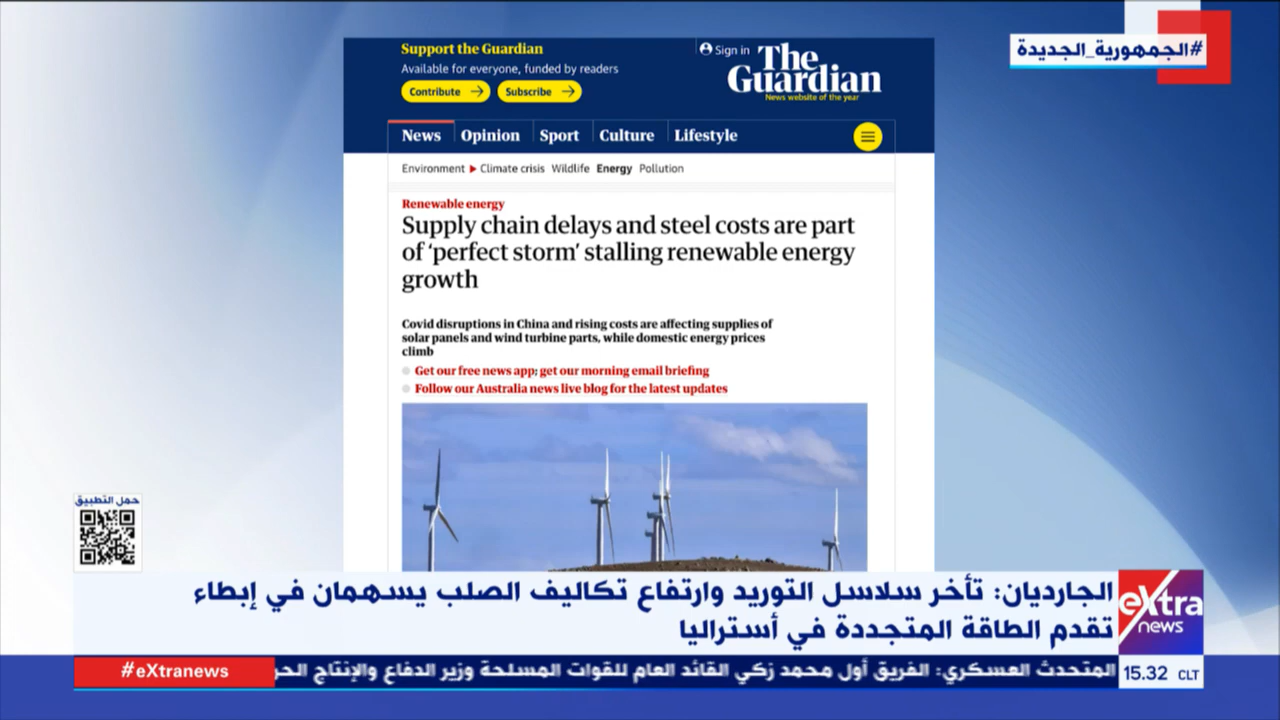 #الجمهورية_الجديدة
Support the Guardian
Available for everyone, funded by readers
Contribute
Subscribe
Sign in
The
Guardian
News website of the year
News
Opinion
Sport
Culture
Lifestyle
Environment
Climate crisis
Wildlife
Energy
Pollution
Renewable energy
Supply chain delays and steel costs are part
of ‘perfect storm’ stalling renewable energy
growth
Covid disruptions in China and rising costs are affecting supplies of
solar panels and wind turbine parts, while domestic energy prices
climb
Get our free news app; get our morning email briefing
Follow our Australia news live blog for the latest updates
حمل التطبيق
الجارديان: تأخر سلاسل التوريد وارتفاع تكاليف الصلب يسهمان في إبطاء
تقدم الطاقة المتجددة في أستراليا
eXtra
news
#eXtranews
المتحدث العسكري: الفريق أول محمد زكي القائد العام للقوات المسلحة وزير الدفاع والإنتاج الحر
15.32 CLT